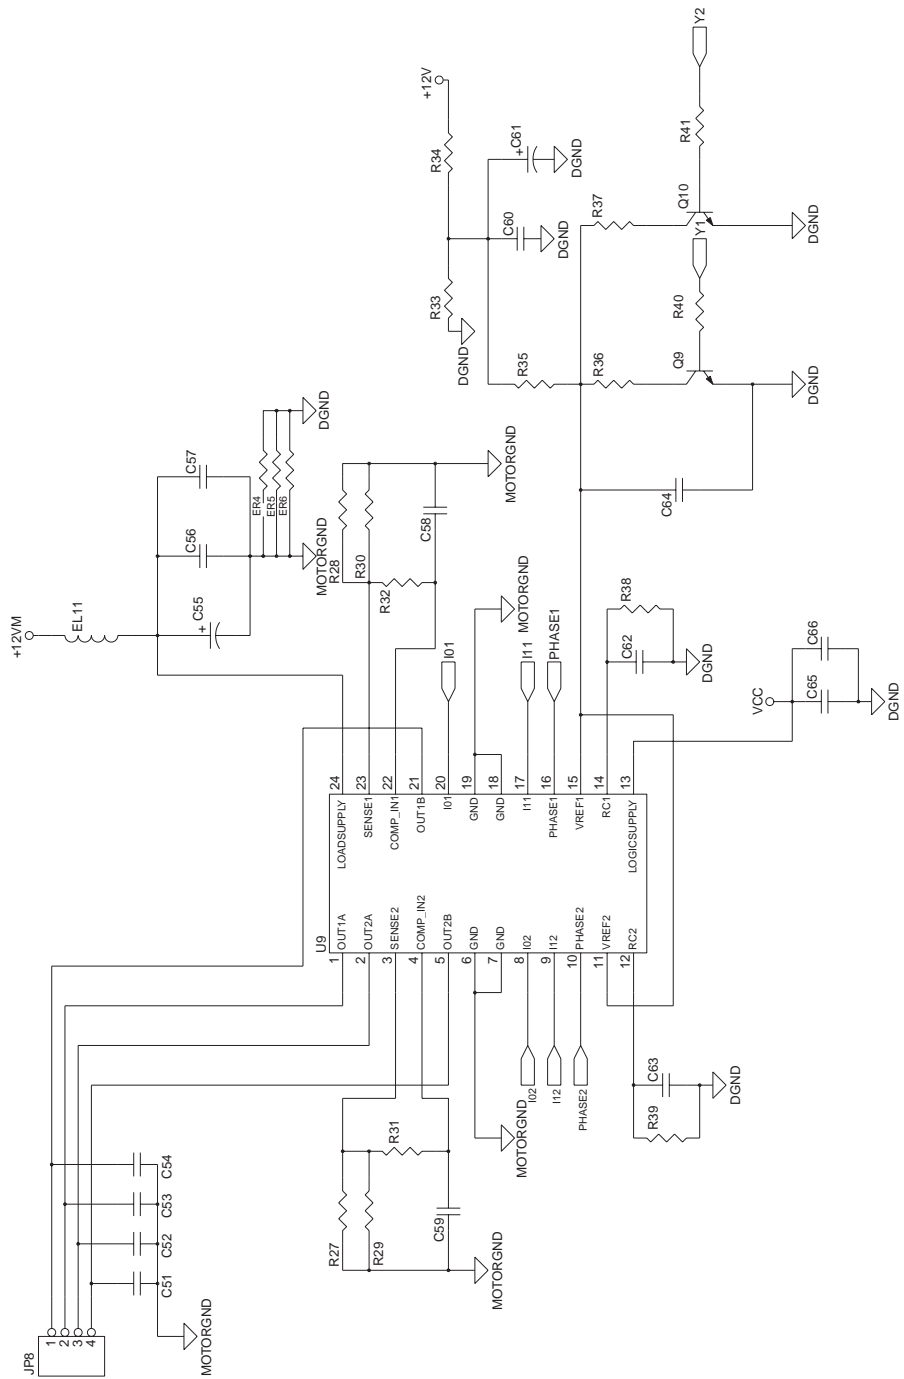 JP8
1
2
3
4
C51
C52
C53
C54
MOTORGND
+12VM
EL11
C55
+
C56
C57
ER4
ER5
ER6
MOTORGND
DGND
R27
R29
R31
C59
MOTORGND
R28
R30
R32
C58
MOTORGND
U9
1 OUT1A
2 OUT2A
3 SENSE2
4 COMP_IN2
5 OUT2B
6 GND
7 GND
8 I02
9 I12
10 PHASE2
11 VREF2
12 RC2
LOADSUPPLY 24
SENSE1 23
COMP_IN1 22
OUT1B 21
I01 20
GND 19
GND 18
I11 17
PHASE1 16
VREF1 15
RC1 14
LOGICSUPPLY 13
MOTORGND
I02
I12
PHASE2
R39
C63
DGND
I01
MOTORGND
I11
PHASE1
C62
R38
DGND
VCC
C65
C66
DGND
+12V
R34
R33
DGND
C60
DGND
+
C61
DGND
R35
R36
R37
C64
Q9
R40
Y1
DGND
Q10
R41
Y2
DGND